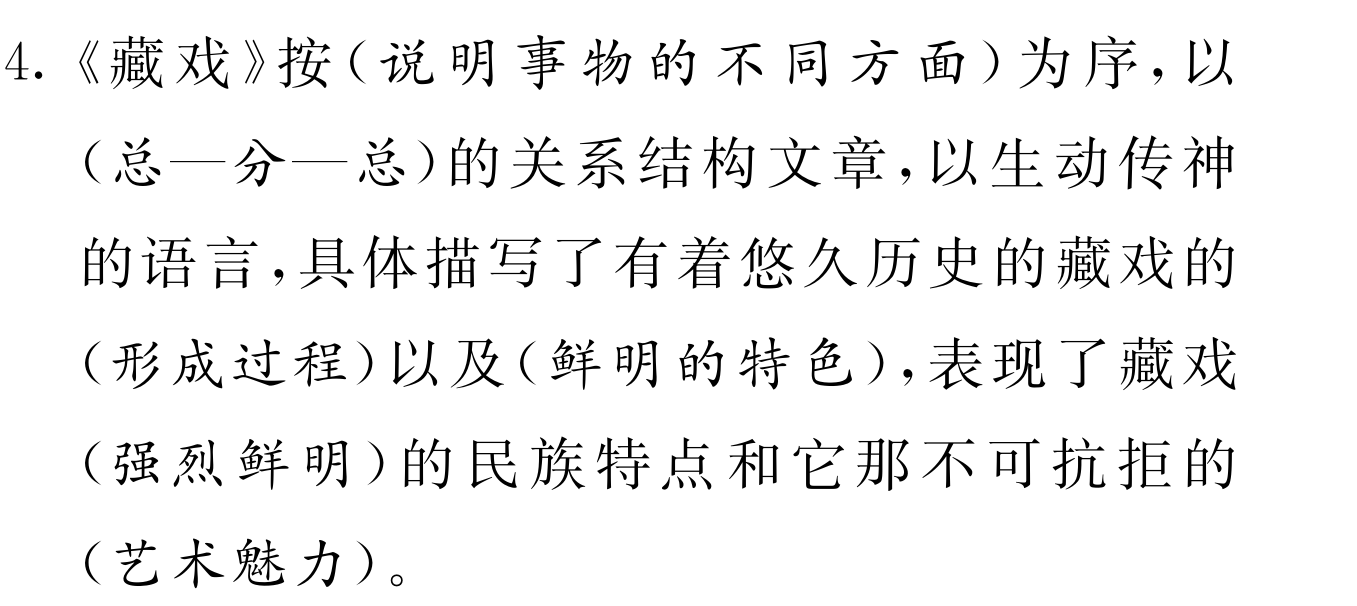 4.《藏戏》按(说明事物的不同方面)为序,以
(总—分—总)的关系结构文章,以生动传神
的语言,具体描写了有着悠久历史的藏戏的
(形成过程)以及(鲜明的特色),表现了藏戏
(强烈鲜明)的民族特点和它那不可抗拒的
(艺术魅力)。